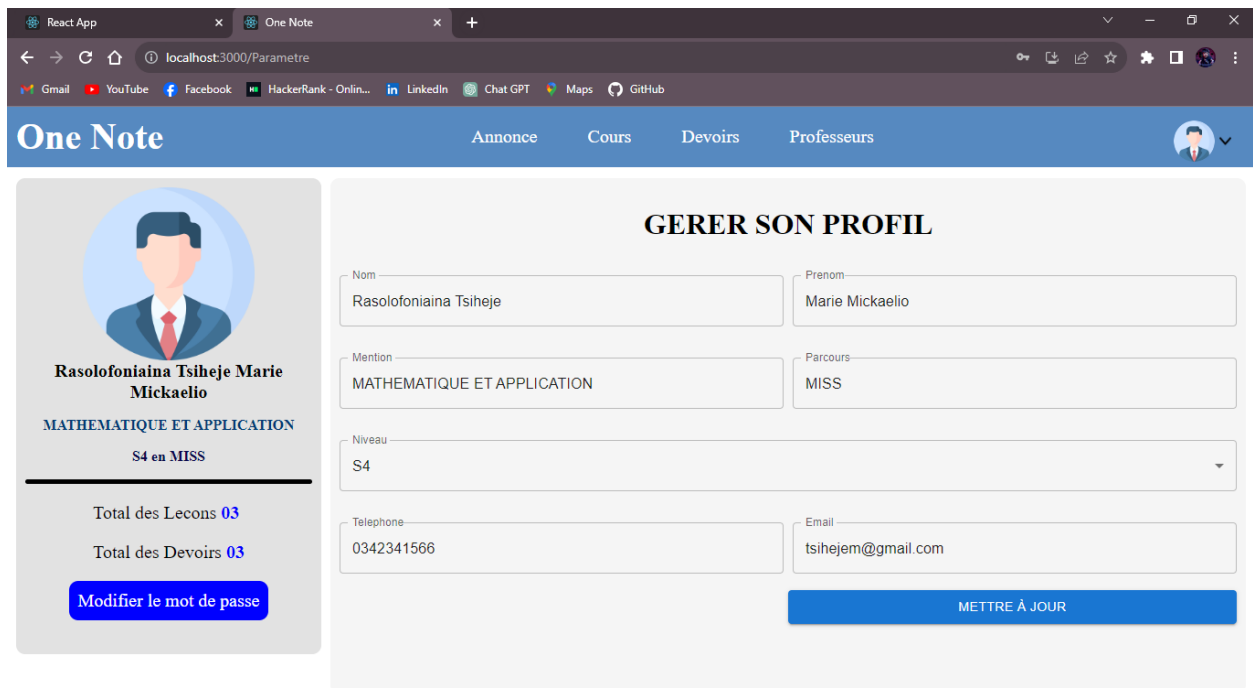 React App
One Note
localhost:3000/Parametre
Gmail YouTube Facebook HackerRank - Onlin... LinkedIn Chat GPT Maps GitHub
One Note Annonce Cours Devoirs Professeurs
Rasolofoniaina Tsiheje Marie
Mickaelio
MATHEMATIQUE ET APPLICATION
S4 en MISS
Total des Lecons 03
Total des Devoirs 03
Modifier le mot de passe
GERER SON PROFIL
Nom
Rasolofoniaina Tsiheje
Prenom
Marie Mickaelio
Mention
MATHEMATIQUE ET APPLICATION
Parcours
MISS
Niveau
S4
Telephone
0342341566
Email
tsihejem@gmail.com
METTRE À JOUR